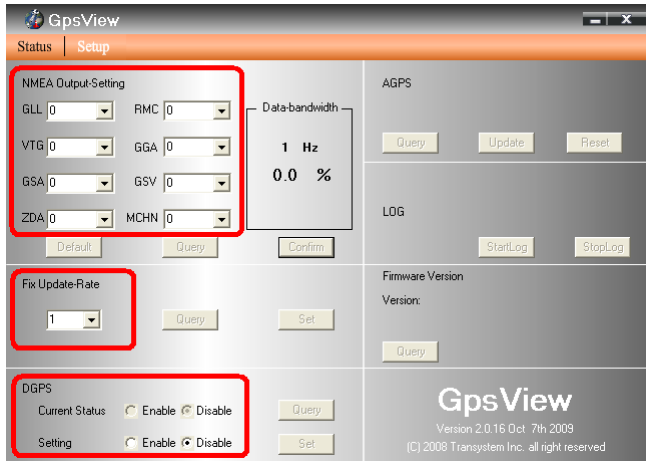 GpsView
Status | Setup
NMEA Output-Setting
GLL 0 RMC 0
VTG 0 GGA 0
GSA 0 GSV 0
ZDA 0 MCHN 0
Data-bandwidth
1 Hz
0.0 %
Default Query Confirm
Fix Update-Rate
1 Query Set
DGPS
Current Status Enable Disable Query
Setting Enable Disable Set
AGPS
Query Update Reset
LOG
StartLog StopLog
Firmware Version
Version:
Query
GpsView
Version 2.0.16 Oct 7th 2009
(C) 2008 Transystem Inc. all right reserved